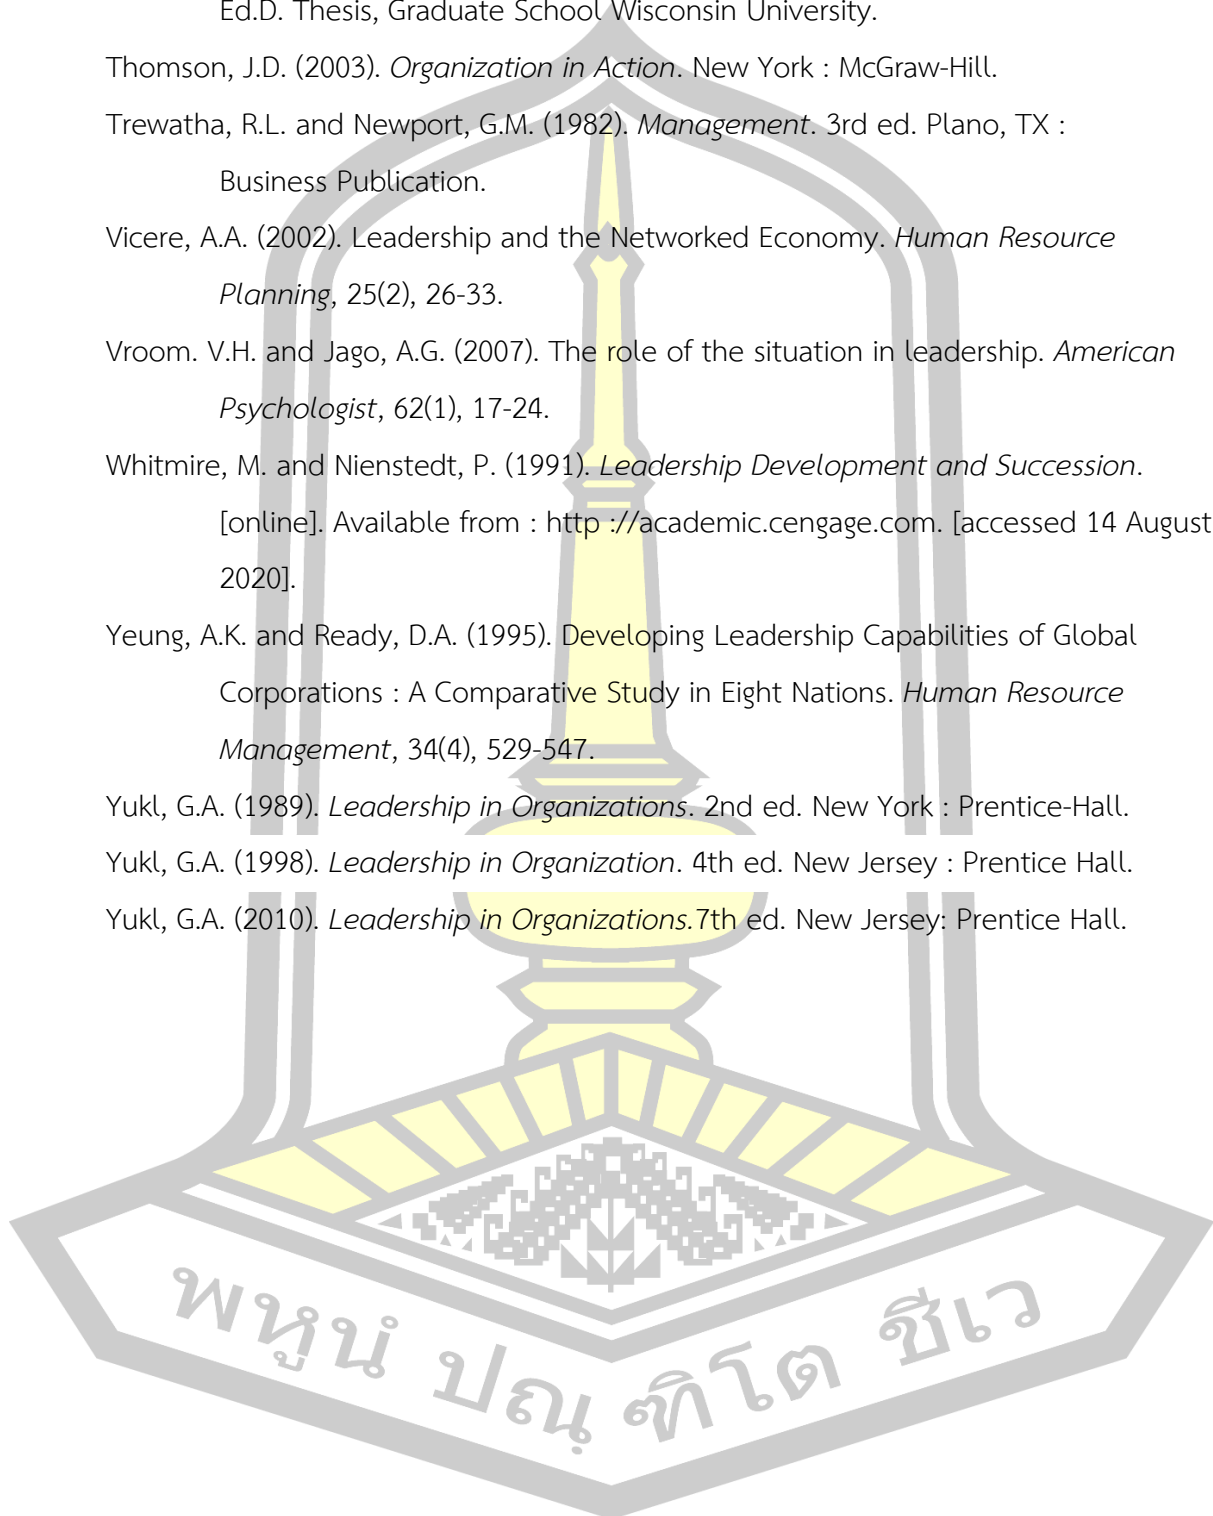 Ed.D. Thesis, Graduate School Wisconsin University.
Thomson, J.D. (2003). Organization in Action. New York : McGraw-Hill.
Trewatha, R.L. and Newport, G.M. (1982). Management. 3rd ed. Plano, TX :
Business Publication.
Vicere, A.A. (2002). Leadership and the Networked Economy. Human Resource
Planning, 25(2), 26-33.
Vroom. V.H. and Jago, A.G. (2007). The role of the situation in leadership. American
Psychologist, 62(1), 17-24.
Whitmire, M. and Nienstedt, P. (1991). Leadership Development and Succession.
[online]. Available from : http ://academic.cengage.com. [accessed 14 August
2020].
Yeung, A.K. and Ready, D.A. (1995). Developing Leadership Capabilities of Global
Corporations : A Comparative Study in Eight Nations. Human Resource
Management, 34(4), 529-547.
Yukl, G.A. (1989). Leadership in Organizations. 2nd ed. New York : Prentice-Hall.
Yukl, G.A. (1998). Leadership in Organization. 4th ed. New Jersey : Prentice Hall.
Yukl, G.A. (2010). Leadership in Organizations.7th ed. New Jersey: Prentice Hall.
พหูนํ ปณฺฑิโต ชีเว